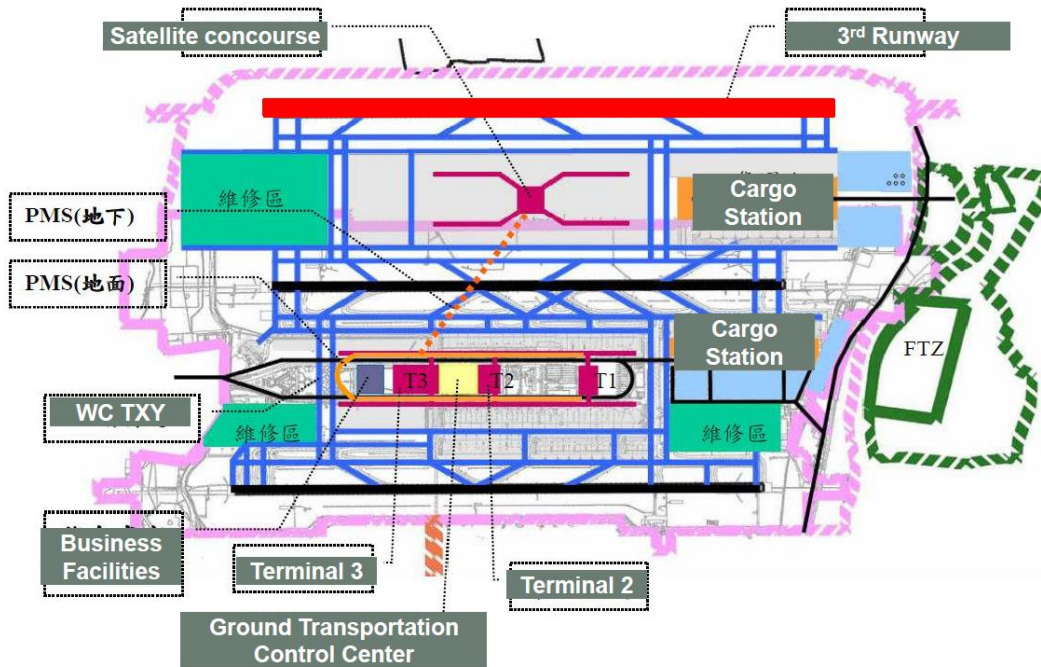 Satellite concourse
3rd Runway
維修區
Cargo
Station
PMS(地下)
PMS(地面)
Cargo
Station
FTZ
T3
T2
T1
WC TXY
維修區
維修區
Business
Facilities
Terminal 3
Terminal 2
Ground Transportation
Control Center